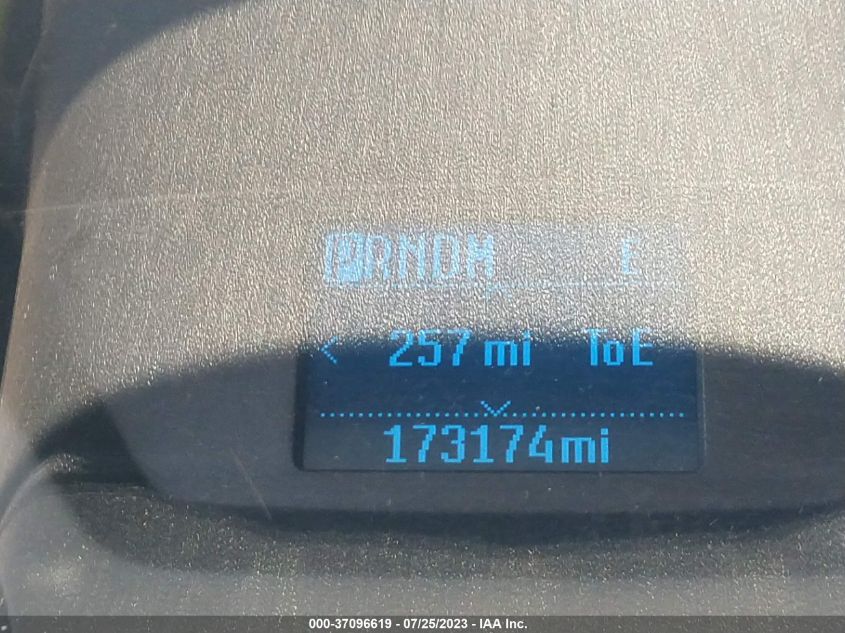 PRNDM E
< 257 mi ToE
173174mi
000-37096619 - 07/25/2023 - IAA Inc.